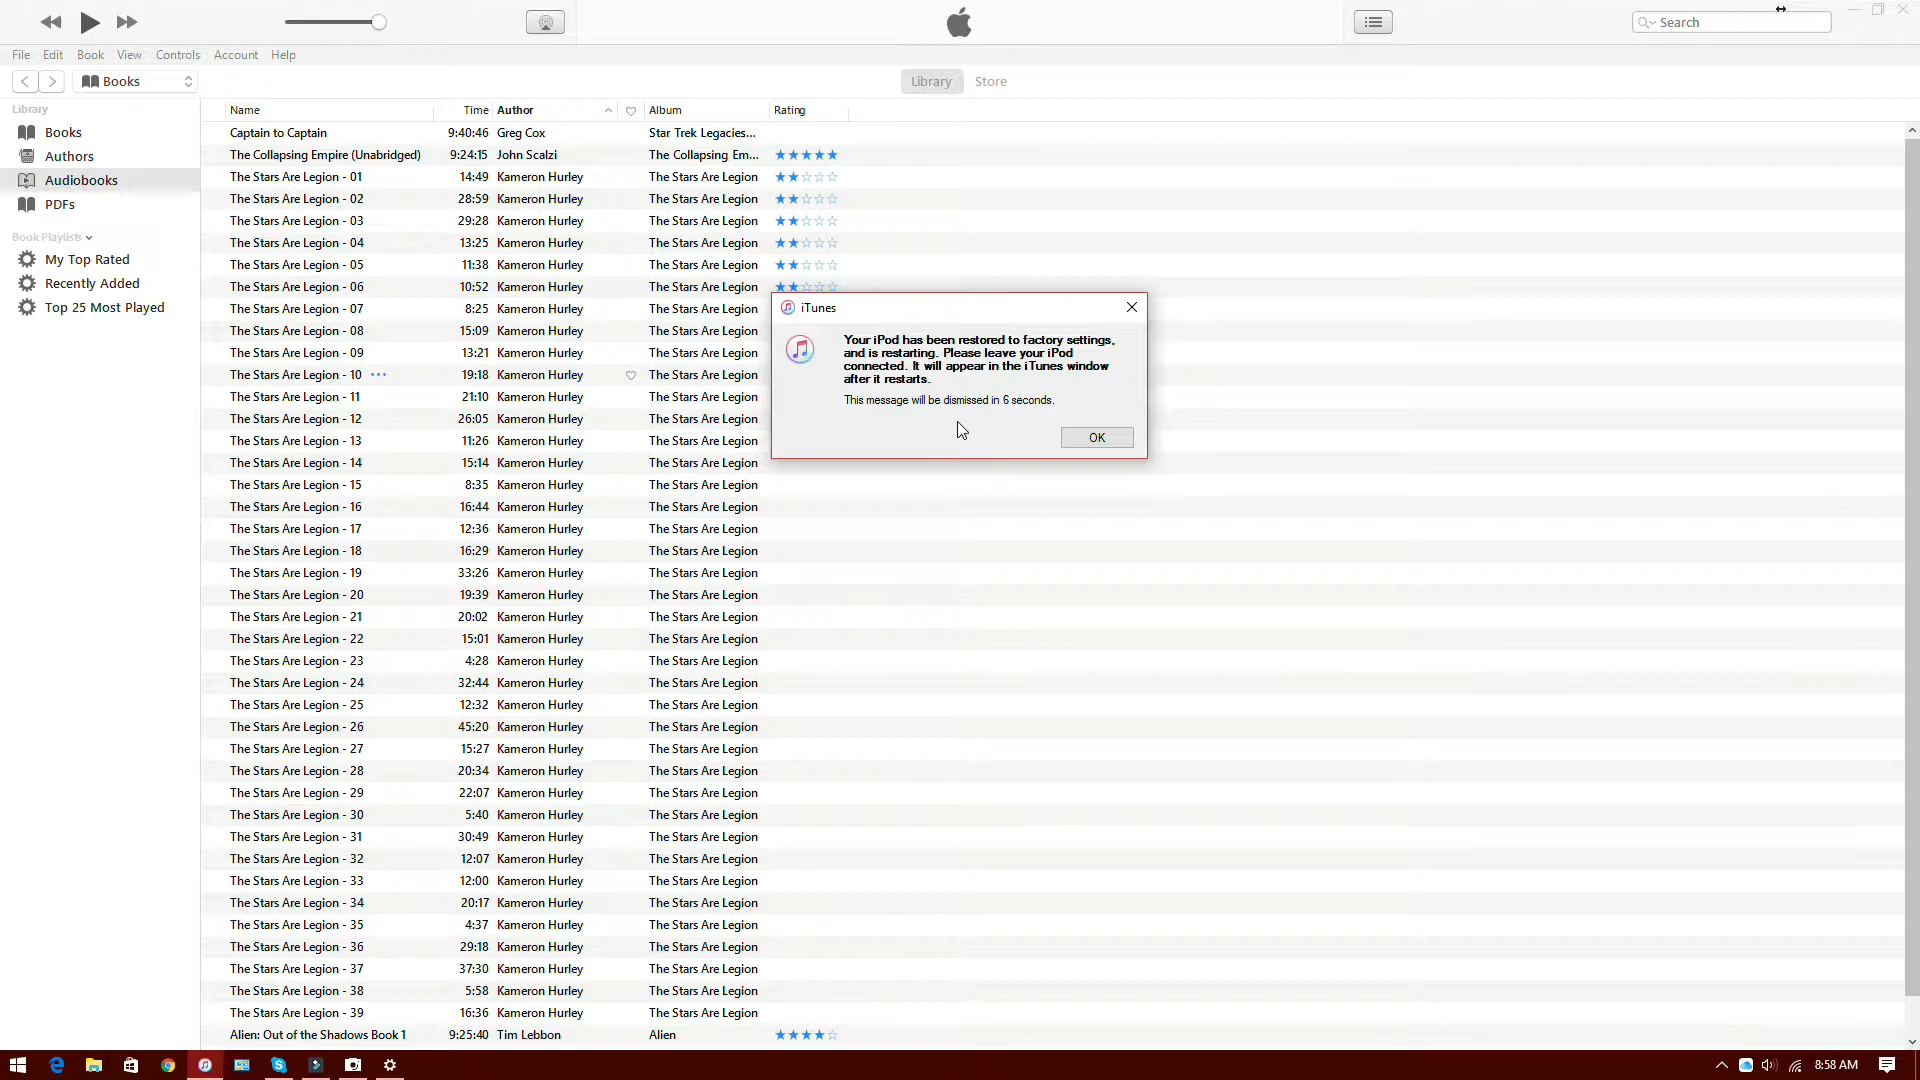 Search
File Edit Book View Controls Account Help
Books
Library Store
Library
Books
Authors
Audiobooks
PDFs
Book Playlists
My Top Rated
Recently Added
Top 25 Most Played
Name Time Author Album Rating
Captain to Captain 9:40:46 Greg Cox Star Trek Legacies...
The Collapsing Empire (Unabridged) 9:24:15 John Scalzi The Collapsing Em...
The Stars Are Legion - 01 14:49 Kameron Hurley The Stars Are Legion
The Stars Are Legion - 02 28:59 Kameron Hurley The Stars Are Legion
The Stars Are Legion - 03 29:28 Kameron Hurley The Stars Are Legion
The Stars Are Legion - 04 13:25 Kameron Hurley The Stars Are Legion
The Stars Are Legion - 05 11:38 Kameron Hurley The Stars Are Legion
The Stars Are Legion - 06 10:52 Kameron Hurley The Stars Are Legion
The Stars Are Legion - 07 8:25 Kameron Hurley The Stars Are Legion
The Stars Are Legion - 08 15:09 Kameron Hurley The Stars Are Legion
The Stars Are Legion - 09 13:21 Kameron Hurley The Stars Are Legion
The Stars Are Legion - 10 19:18 Kameron Hurley The Stars Are Legion
The Stars Are Legion - 11 21:10 Kameron Hurley The Stars Are Legion
The Stars Are Legion - 12 26:05 Kameron Hurley The Stars Are Legion
The Stars Are Legion - 13 11:26 Kameron Hurley The Stars Are Legion
The Stars Are Legion - 14 15:14 Kameron Hurley The Stars Are Legion
The Stars Are Legion - 15 8:35 Kameron Hurley The Stars Are Legion
The Stars Are Legion - 16 16:44 Kameron Hurley The Stars Are Legion
The Stars Are Legion - 17 12:36 Kameron Hurley The Stars Are Legion
The Stars Are Legion - 18 16:29 Kameron Hurley The Stars Are Legion
The Stars Are Legion - 19 33:26 Kameron Hurley The Stars Are Legion
The Stars Are Legion - 20 19:39 Kameron Hurley The Stars Are Legion
The Stars Are Legion - 21 20:02 Kameron Hurley The Stars Are Legion
The Stars Are Legion - 22 15:01 Kameron Hurley The Stars Are Legion
The Stars Are Legion - 23 4:28 Kameron Hurley The Stars Are Legion
The Stars Are Legion - 24 32:44 Kameron Hurley The Stars Are Legion
The Stars Are Legion - 25 12:32 Kameron Hurley The Stars Are Legion
The Stars Are Legion - 26 45:20 Kameron Hurley The Stars Are Legion
The Stars Are Legion - 27 15:27 Kameron Hurley The Stars Are Legion
The Stars Are Legion - 28 20:34 Kameron Hurley The Stars Are Legion
The Stars Are Legion - 29 22:07 Kameron Hurley The Stars Are Legion
The Stars Are Legion - 30 5:40 Kameron Hurley The Stars Are Legion
The Stars Are Legion - 31 30:49 Kameron Hurley The Stars Are Legion
The Stars Are Legion - 32 12:07 Kameron Hurley The Stars Are Legion
The Stars Are Legion - 33 12:00 Kameron Hurley The Stars Are Legion
The Stars Are Legion - 34 20:17 Kameron Hurley The Stars Are Legion
The Stars Are Legion - 35 4:37 Kameron Hurley The Stars Are Legion
The Stars Are Legion - 36 29:18 Kameron Hurley The Stars Are Legion
The Stars Are Legion - 37 37:30 Kameron Hurley The Stars Are Legion
The Stars Are Legion - 38 5:58 Kameron Hurley The Stars Are Legion
The Stars Are Legion - 39 16:36 Kameron Hurley The Stars Are Legion
Alien: Out of the Shadows Book 1 9:25:40 Tim Lebbon Alien
iTunes
Your iPod has been restored to factory settings,
and is restarting. Please leave your iPod
connected. It will appear in the iTunes window
after it restarts.
This message will be dismissed in 6 seconds.
OK
8:58 AM